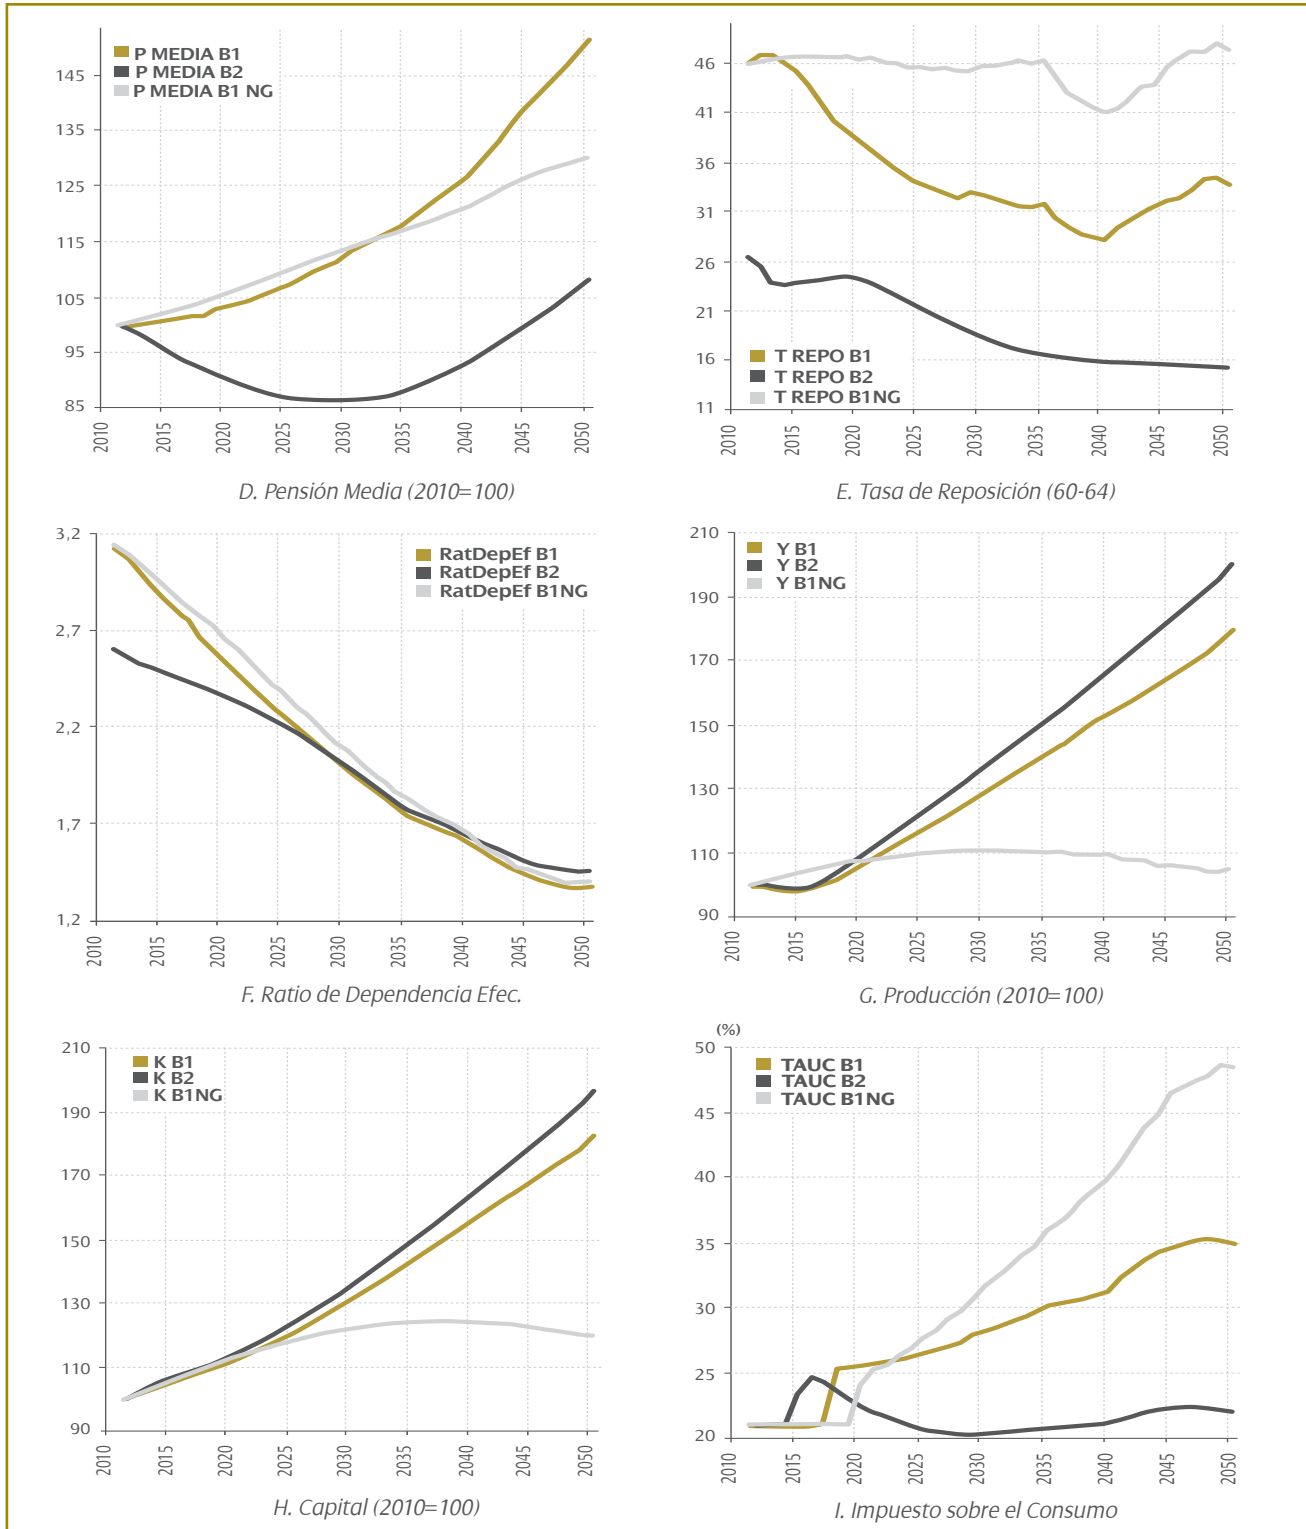 P MEDIA B1
P MEDIA B2
P MEDIA B1 NG
145
135
125
115
105
95
85
2010 2015 2020 2025 2030 2035 2040 2045 2050
D. Pensión Media (2010=100)
46
41
36
31
26
21
16
11
T REPO B1
T REPO B2
T REPO B1NG
2010 2015 2020 2025 2030 2035 2040 2045 2050
E. Tasa de Reposición (60-64)
3,2
2,7
2,2
1,7
1,2
RatDepEf B1
RatDepEf B2
RatDepEf B1NG
2010 2015 2020 2025 2030 2035 2040 2045 2050
F. Ratio de Dependencia Efec.
210
190
170
150
130
110
90
Y B1
Y B2
Y B1NG
2010 2015 2020 2025 2030 2035 2040 2045 2050
G. Producción (2010=100)
210
190
170
150
130
110
90
K B1
K B2
K B1NG
2010 2015 2020 2025 2030 2035 2040 2045 2050
H. Capital (2010=100)
(%)
50
45
40
35
30
25
20
TAUC B1
TAUC B2
TAUC B1NG
2010 2015 2020 2025 2030 2035 2040 2045 2050
I. Impuesto sobre el Consumo